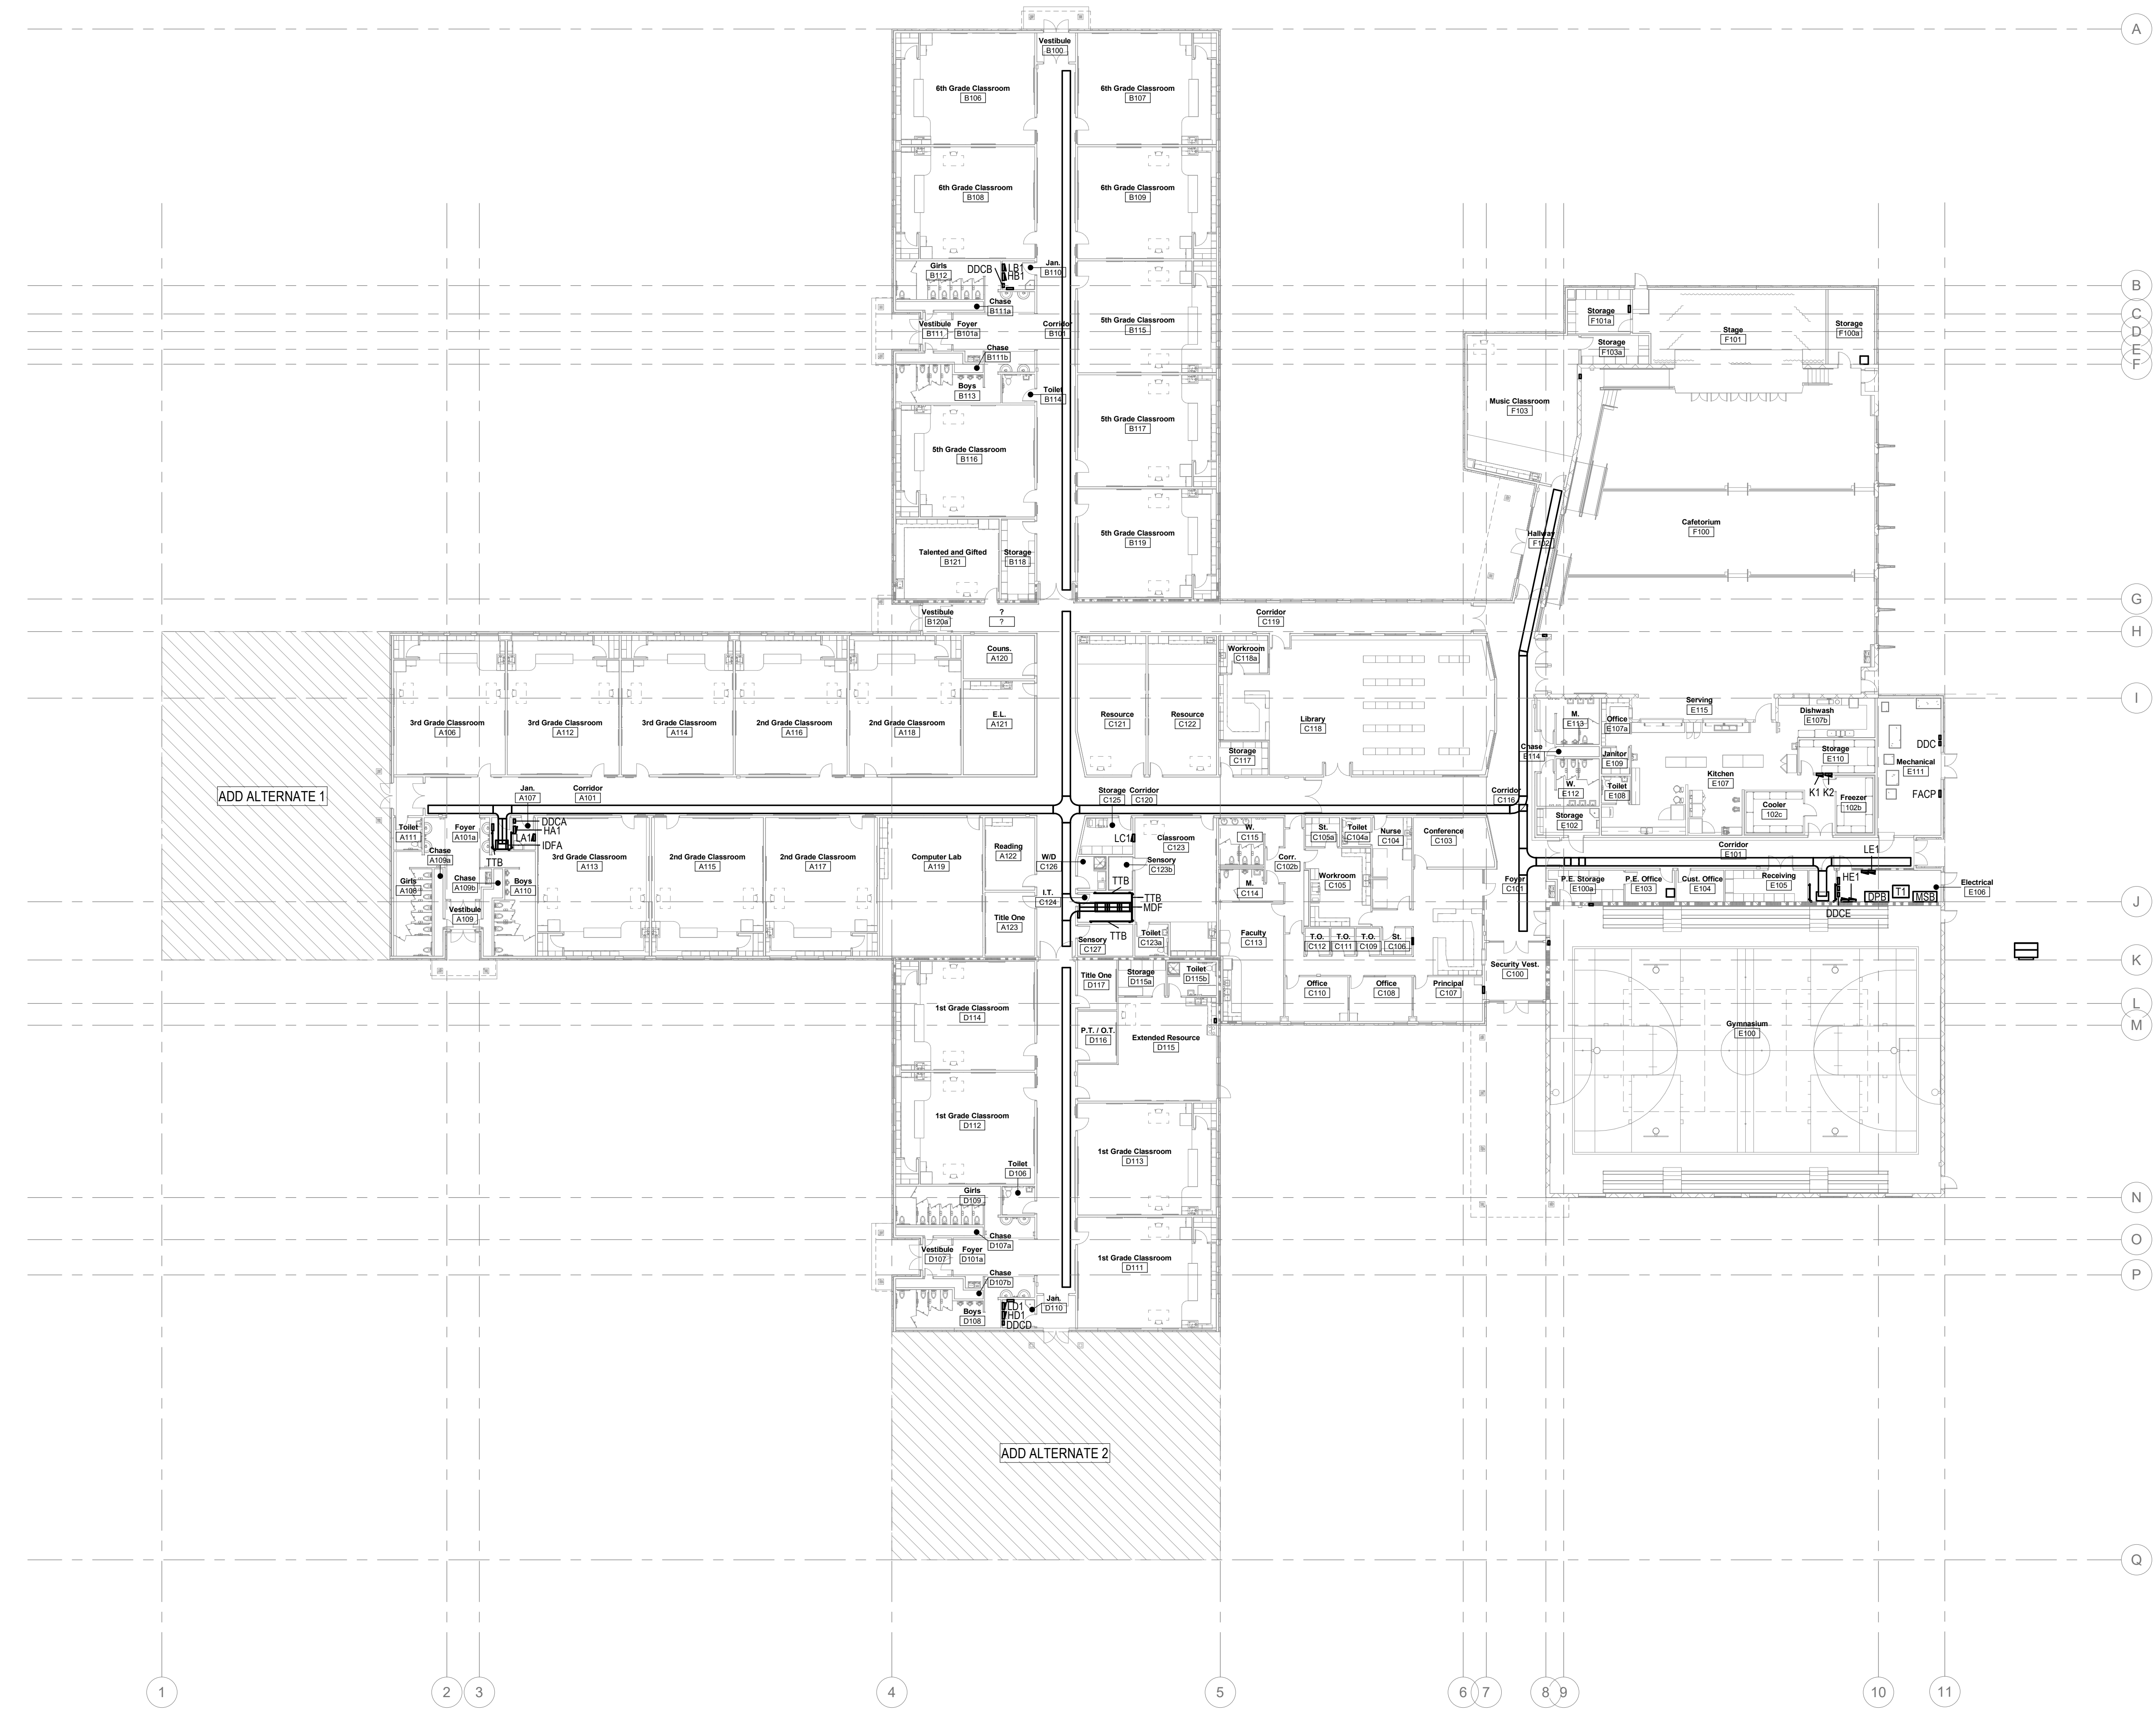 A
Vestibule
B100
6th Grade Classroom
B106
6th Grade Classroom
B107
6th Grade Classroom
B108
6th Grade Classroom
B109
Girls
B112
DDCB
LB1
HB1
Jan.
B110
B
Chase
B111a
Vestibule
B111
Foyer
B101a
Corridor
B101
5th Grade Classroom
B115
Storage
F101a
Stage
F101
Storage
F100a
C
D
Chase
B111b
Storage
F103a
E
F
Boys
B113
Toilet
B114
Music Classroom
F103
5th Grade Classroom
B117
5th Grade Classroom
B116
Cafetorium
F100
5th Grade Classroom
B119
Hallway
F102
Talented and Gifted
B121
Storage
B118
G
Vestibule
B120a
?
?
Corridor
C119
H
Couns.
A120
Workroom
C118a
I
3rd Grade Classroom
A106
3rd Grade Classroom
A112
3rd Grade Classroom
A114
2nd Grade Classroom
A116
2nd Grade Classroom
A118
E.L.
A121
Resource
C121
Resource
C122
Library
C118
Storage
C117
Serving
E115
M.
E113
Office
E107a
Dishwash
E107b
Chase
E114
Janitor
E109
Storage
E110
DDC
Mechanical
E111
Kitchen
E107
K1
K2
W.
E112
Toilet
E108
Cooler
102c
Freezer
102b
FACP
Storage
E102
ADD ALTERNATE 1
Jan.
A107
Corridor
A101
Storage
C125
Corridor
C120
Corridor
C116
Toilet
A111
Foyer
A101a
DDCA
HA1
LA1
IDFA
TTB
Chase
A109a
Chase
A109b
Girls
A108
Boys
A110
Vestibule
A109
3rd Grade Classroom
A113
2nd Grade Classroom
A115
2nd Grade Classroom
A117
Computer Lab
A119
Reading
A122
Title One
A123
W/D
C126
I.T.
C124
LC1
Classroom
C123
Sensory
C123b
TTB
TTB
MDF
TTB
Sensory
C127
Toilet
C123a
W.
C115
M.
C114
Corr.
C102b
St.
C105a
Toilet
C104a
Nurse
C104
Conference
C103
Workroom
C105
Faculty
C113
T.O.
C112
T.O.
C111
T.O.
C109
St.
C106
Foyer
C101
Corridor
E101
P.E. Storage
E100a
P.E. Office
E103
Cust. Office
E104
Receiving
E105
LE1
HE1
DDCE
DPB
T1
MSB
Electrical
E106
J
K
Security Vest.
C100
Office
C110
Office
C108
Principal
C107
Title One
D117
Storage
D115a
Toilet
D115b
1st Grade Classroom
D114
P.T. / O.T.
D116
Extended Resource
D115
L
M
Gymnasium
E100
1st Grade Classroom
D112
1st Grade Classroom
D113
Toilet
D106
Girls
D109
N
Chase
D107a
O
Vestibule
D107
Foyer
D101a
1st Grade Classroom
D111
P
Chase
D107b
Boys
D108
LD1
HD1
DDCD
Jan.
D110
ADD ALTERNATE 2
Q
1
2
3
4
5
6
7
8
9
10
11